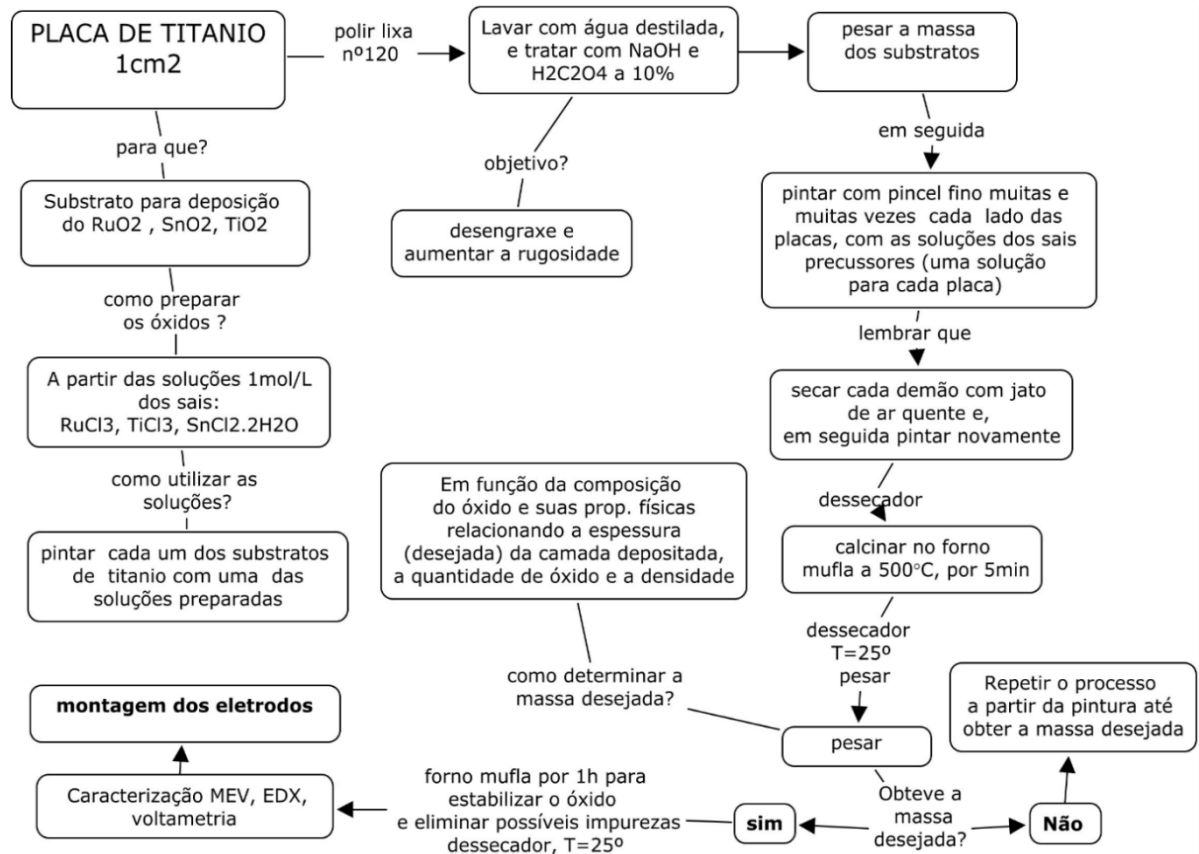 PLACA DE TITANIO
1cm2
polir lixa
nº120
Lavar com água destilada,
e tratar com NaOH e
H2C2O4 a 10%
pesar a massa
dos substratos
para que?
Substrato para deposição
do RuO2 , SnO2, TiO2
objetivo?
desengraxe e
aumentar a rugosidade
em seguida
pintar com pincel fino muitas e
muitas vezes cada lado das
placas, com as soluções dos sais
precussores (uma solução
para cada placa)
como preparar
os óxidos ?
A partir das soluções 1mol/L
dos sais:
RuCl3, TiCl3, SnCl2.2H2O
como utilizar as
soluções?
pintar cada um dos substratos
de titanio com uma das
soluções preparadas
lembrar que
secar cada demão com jato
de ar quente e,
em seguida pintar novamente
dessecador
calcinar no forno
mufla a 500°C, por 5min
dessecador
T=25º
pesar
pesar
Em função da composição
do óxido e suas prop. físicas
relacionando a espessura
(desejada) da camada depositada,
a quantidade de óxido e a densidade
como determinar a
massa desejada?
Obteve a
massa
desejada?
Não
Repetir o processo
a partir da pintura até
obter a massa desejada
sim
forno mufla por 1h para
estabilizar o óxido
e eliminar possíveis impurezas
dessecador, T=25º
Caracterização MEV, EDX,
voltametria
montagem dos eletrodos